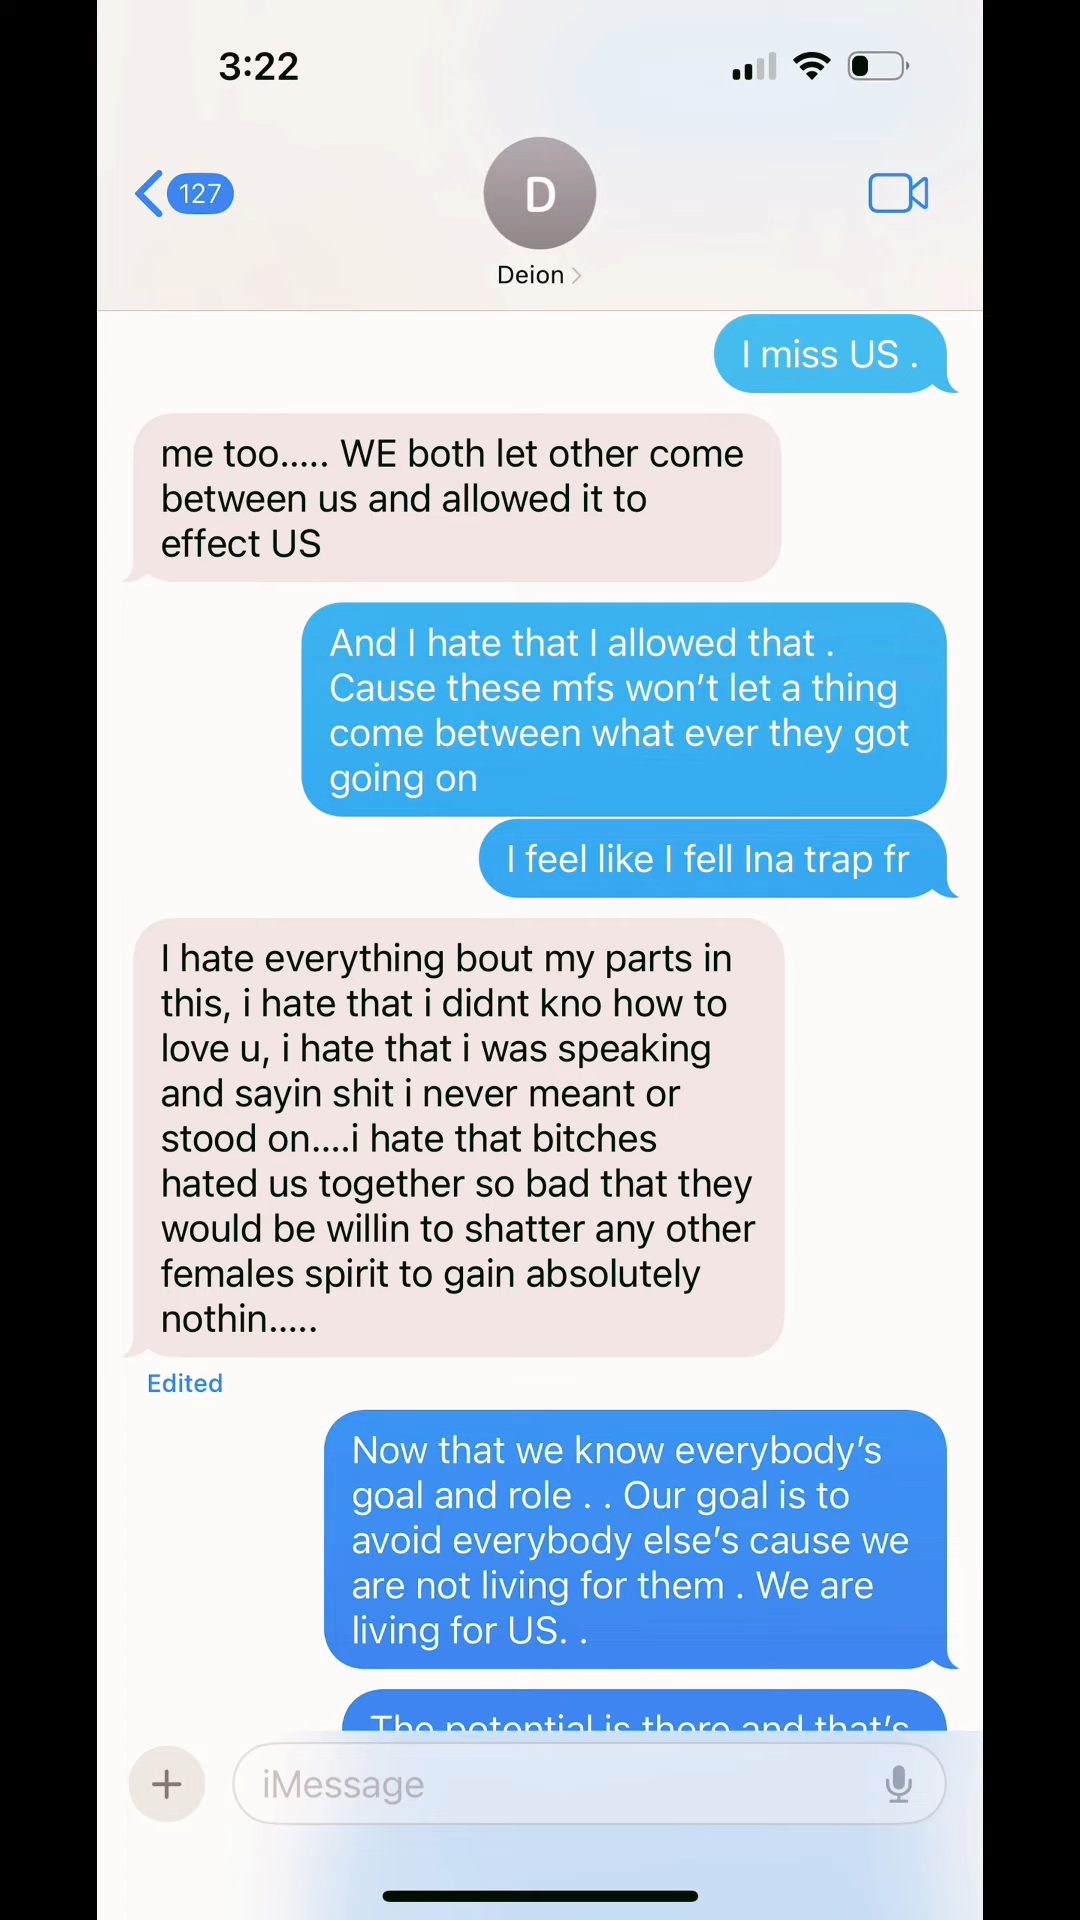 3:22
127
D
Deion
I miss US .
me too..... WE both let other come
between us and allowed it to
effect US
And I hate that I allowed that .
Cause these mfs won’t let a thing
come between what ever they got
going on
I feel like I fell Ina trap fr
I hate everything bout my parts in
this, i hate that i didnt kno how to
love u, i hate that i was speaking
and sayin shit i never meant or
stood on....i hate that bitches
hated us together so bad that they
would be willin to shatter any other
females spirit to gain absolutely
nothin.....
Edited
Now that we know everybody’s
goal and role . . Our goal is to
avoid everybody else’s cause we
are not living for them . We are
living for US. .
The potential is there and that’s
iMessage